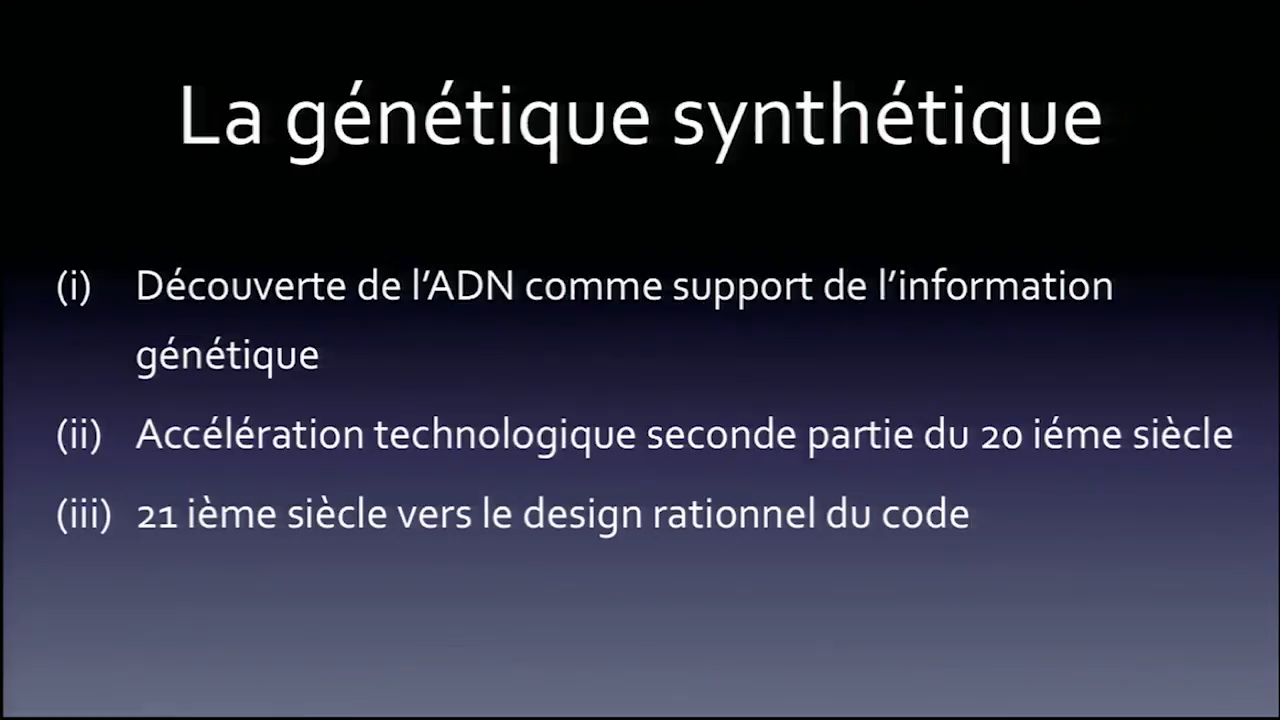 La génétique synthétique
(i) Découverte de l’ADN comme support de l’information
génétique
(ii) Accélération technologique seconde partie du 20 iéme siècle
(iii) 21 ième siècle vers le design rationnel du code